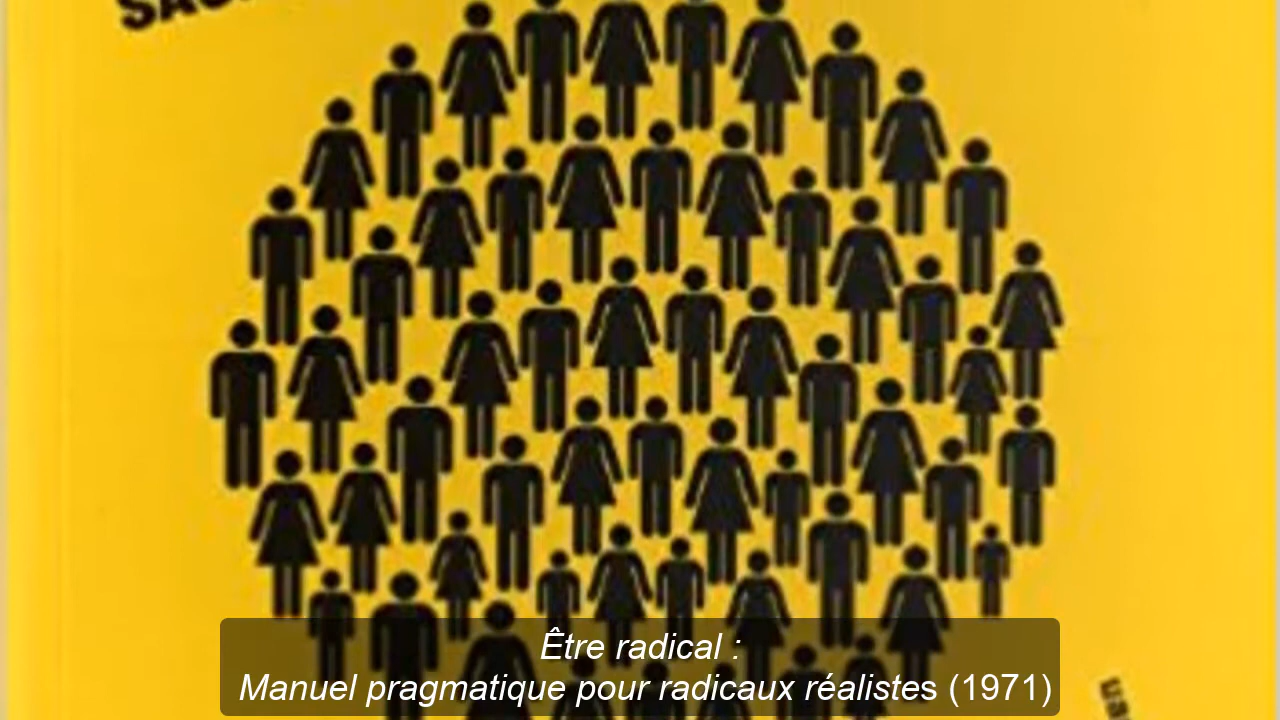 Être radical :
Manuel pragmatique pour radicaux réalistes (1971)